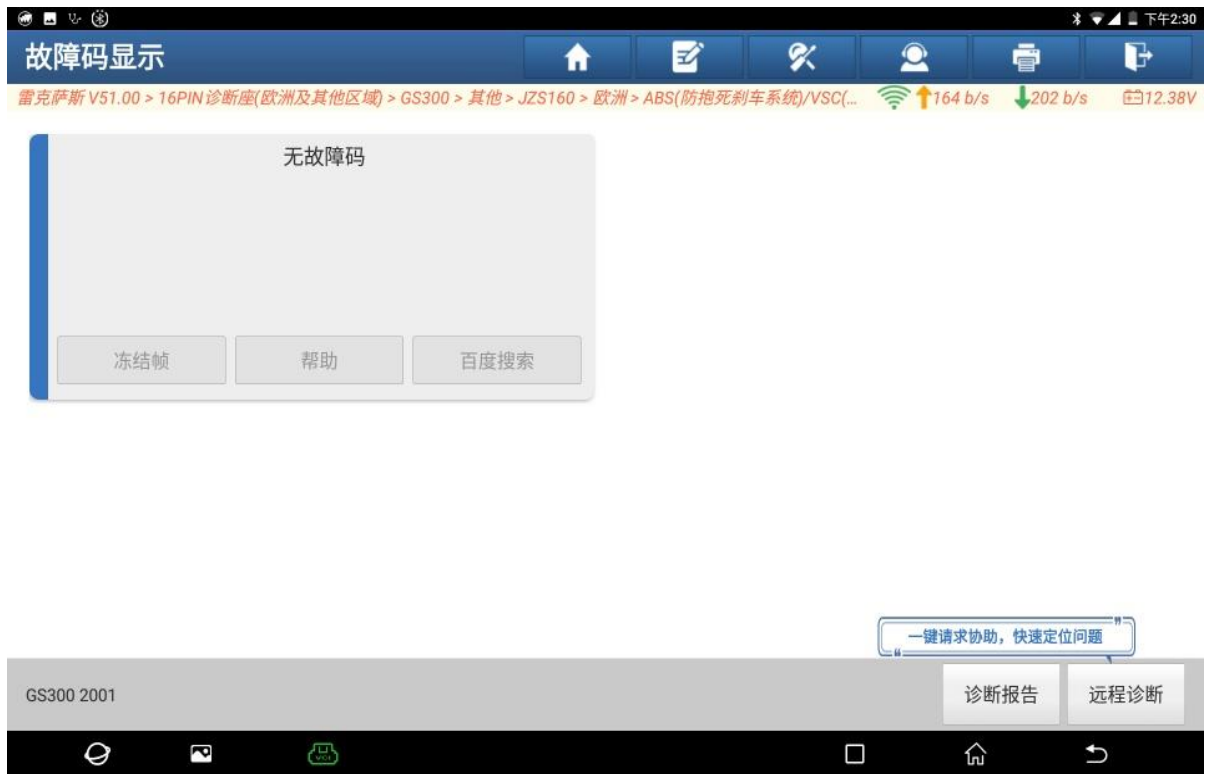 下午2:30
故障码显示
雷克萨斯 V51.00 > 16PIN诊断座(欧洲及其他区域) > GS300 > 其他 > JZS160 > 欧洲 > ABS(防抱死刹车系统)/VSC(... 164 b/s 202 b/s 12.38V
无故障码
冻结帧 帮助 百度搜索
一键请求协助，快速定位问题
GS300 2001 诊断报告 远程诊断
VCI